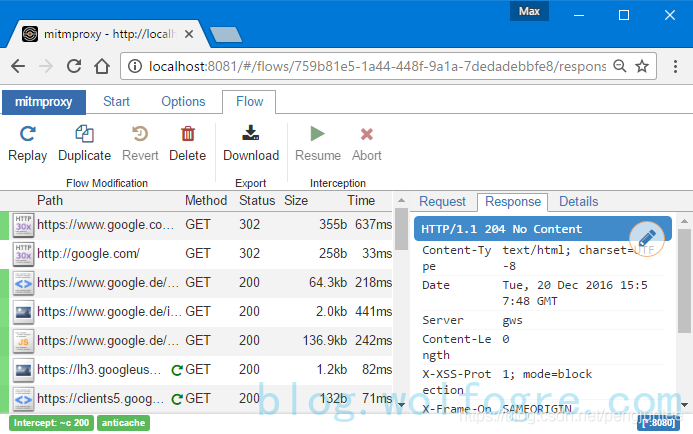 Max
mitmproxy - http://localh
localhost:8081/#/flows/759b81e5-1a44-448f-9a1a-7dedadebbfe8/respons
mitmproxy Start Options Flow
Replay Duplicate Revert Delete Download Resume Abort
Flow Modification Export Interception
Path Method Status Size Time
Request Response Details
HTTP 30x https://www.google.co… GET 302 355b 637ms
HTTP/1.1 204 No Content
HTTP 30x http://google.com/ GET 302 258b 33ms
Content-Type text/html; charset=UTF-8
<> https://www.google.de/… GET 200 64.3kb 218ms
Date Tue, 20 Dec 2016 15:57:48 GMT
https://www.google.de/i… GET 200 2.0kb 441ms
Server gws
JS https://www.google.de/… GET 200 136.9kb 242ms
Content-Length 0
https://lh3.googleus… GET 200 1.2kb 82ms
X-XSS-Protection 1; mode=block
https://clients5.goog… GET 200 132b 71ms
X-Frame-Op SAMEORIGIN
blog.wolfogre.com
Intercept: ~c 200 anticache [*:8080]